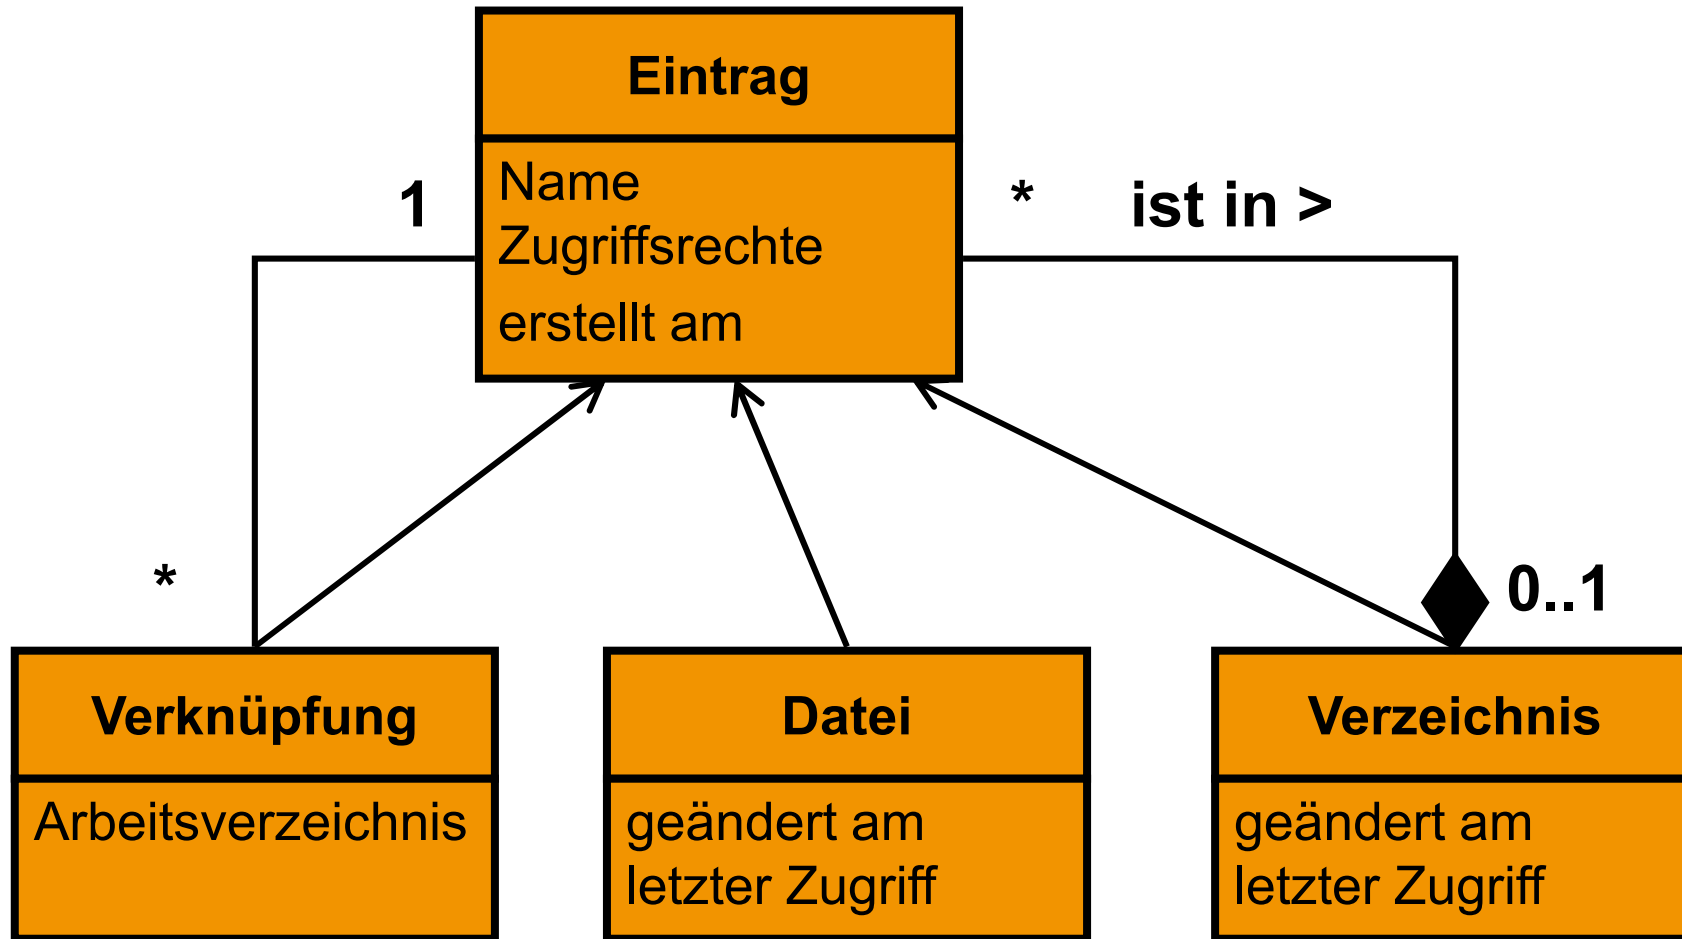 Eintrag
Name
Zugriffsrechte
erstellt am
1
* ist in >
*
0..1
Verknüpfung
Arbeitsverzeichnis
Datei
geändert am
letzter Zugriff
Verzeichnis
geändert am
letzter Zugriff